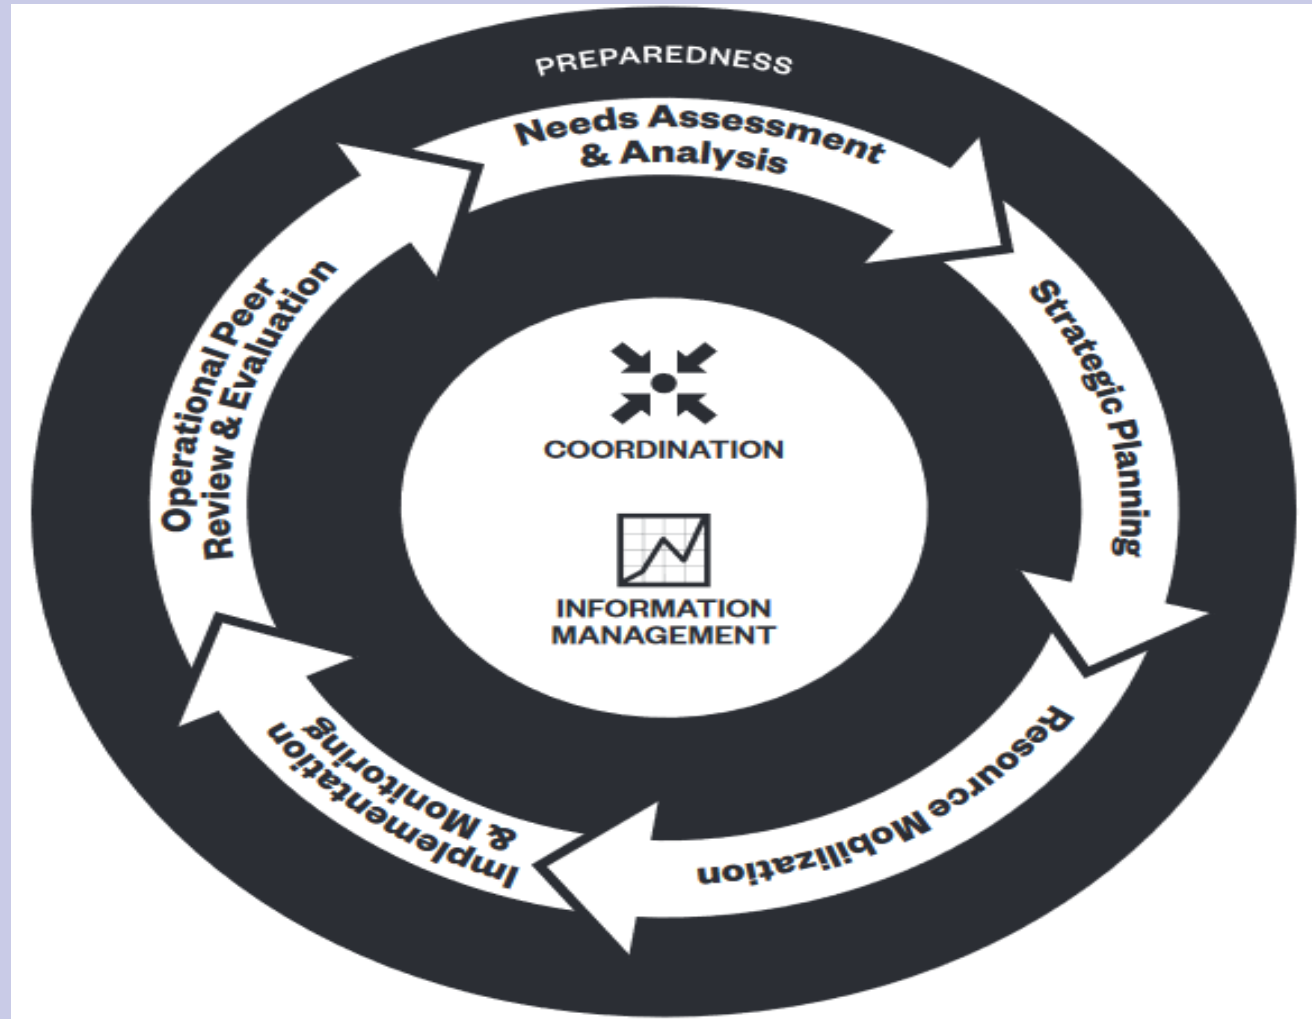 PREPAREDNESS
Needs Assessment
& Analysis
Strategic Planning
Resource Mobilization
Implementation
& Monitoring
Operational Peer
Review & Evaluation
COORDINATION
INFORMATION
MANAGEMENT